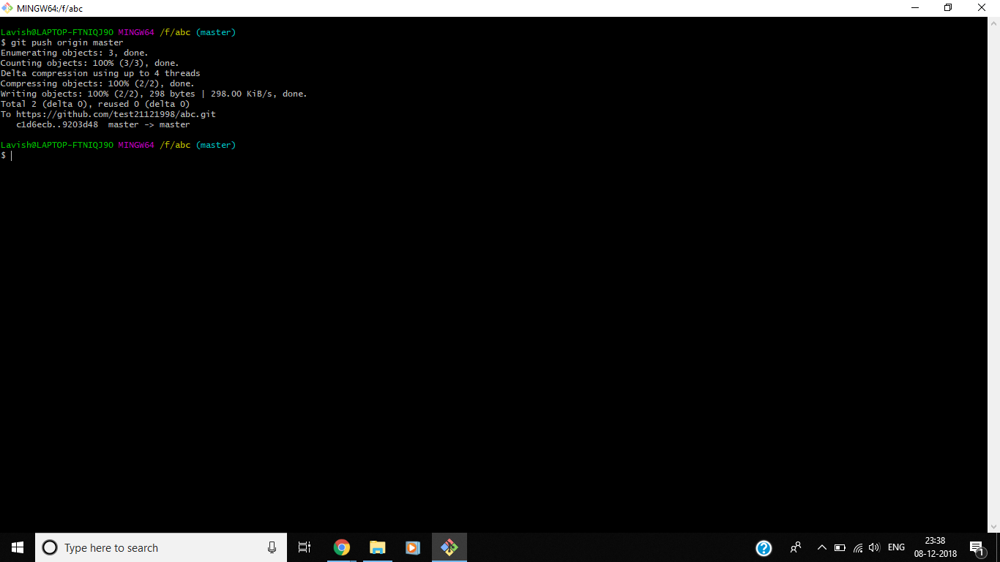 MINGW64:/f/abc
Lavish@LAPTOP-FTNIQJ9O MINGW64 /f/abc (master)
$ git push origin master
Enumerating objects: 3, done.
Counting objects: 100% (3/3), done.
Delta compression using up to 4 threads
Compressing objects: 100% (2/2), done.
Writing objects: 100% (2/2), 298 bytes | 298.00 KiB/s, done.
Total 2 (delta 0), reused 0 (delta 0)
To https://github.com/test21121998/abc.git
   c1d6ecb..9203d48  master -> master
Lavish@LAPTOP-FTNIQJ9O MINGW64 /f/abc (master)
$
Type here to search
ENG
23:38
08-12-2018
1